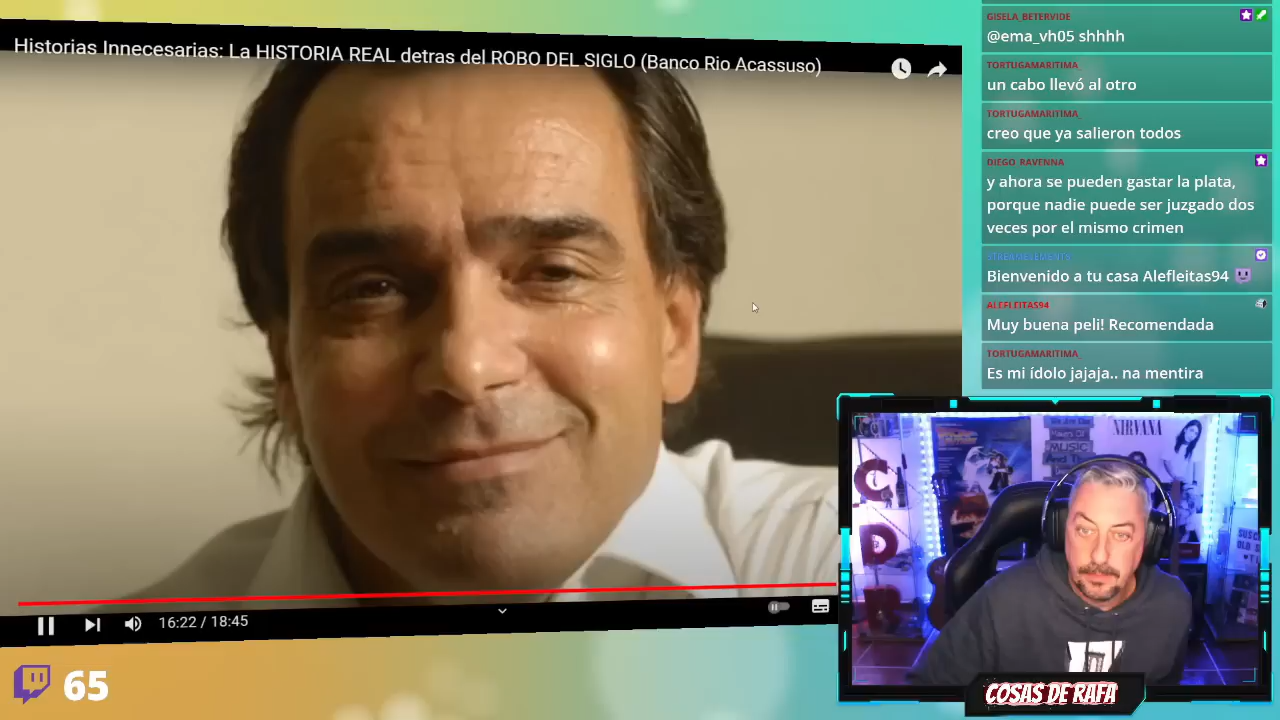 Historias Innecesarias: La HISTORIA REAL detras del ROBO DEL SIGLO (Banco Rio Acassuso)
16:22 / 18:45
65
GISELA_BETERVIDE
@ema_vh05 shhhh
TORTUGAMARITIMA_
un cabo llevó al otro
TORTUGAMARITIMA_
creo que ya salieron todos
DIEGO_RAVENNA
y ahora se pueden gastar la plata,
porque nadie puede ser juzgado dos
veces por el mismo crimen
STREAMELEMENTS
Bienvenido a tu casa Alefleitas94
ALEFLEITAS94
Muy buena peli! Recomendada
TORTUGAMARITIMA_
Es mi ídolo jajaja.. na mentira
NIRVANA
MUSIC
C
D
R
COSAS DE RAFA